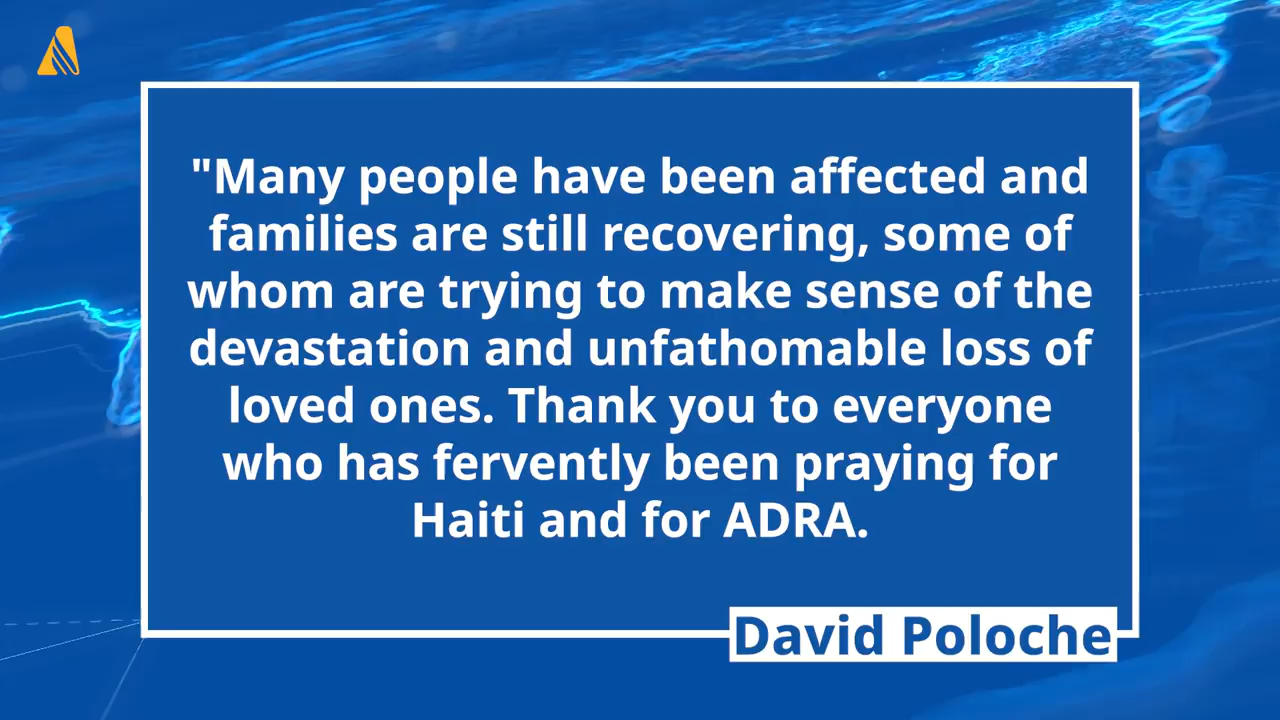 "Many people have been affected and
families are still recovering, some of
whom are trying to make sense of the
devastation and unfathomable loss of
loved ones. Thank you to everyone
who has fervently been praying for
Haiti and for ADRA.
David Poloche